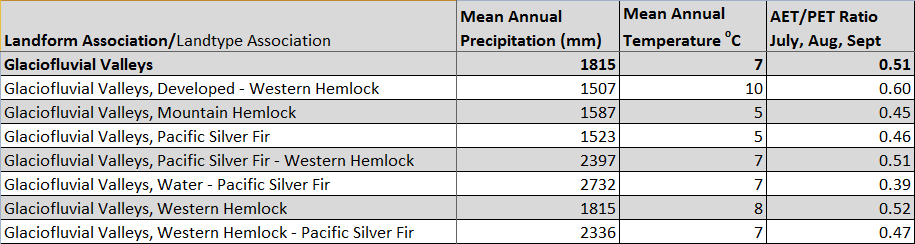 Landform Association/Landtype Association Mean Annual Precipitation (mm) Mean Annual Temperature ⁰C AET/PET Ratio July, Aug, Sept
Glaciofluvial Valleys 1815 7 0.51
Glaciofluvial Valleys, Developed - Western Hemlock 1507 10 0.60
Glaciofluvial Valleys, Mountain Hemlock 1587 5 0.45
Glaciofluvial Valleys, Pacific Silver Fir 1523 5 0.46
Glaciofluvial Valleys, Pacific Silver Fir - Western Hemlock 2397 7 0.51
Glaciofluvial Valleys, Water - Pacific Silver Fir 2732 7 0.39
Glaciofluvial Valleys, Western Hemlock 1815 8 0.52
Glaciofluvial Valleys, Western Hemlock - Pacific Silver Fir 2336 7 0.47